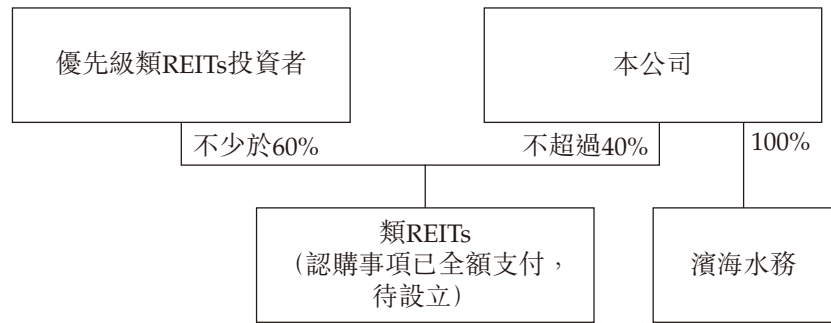 優先級類REITs投資者
本公司
不少於60%
不超過40%
100%
類REITs
（認購事項已全額支付，
待設立）
濱海水務